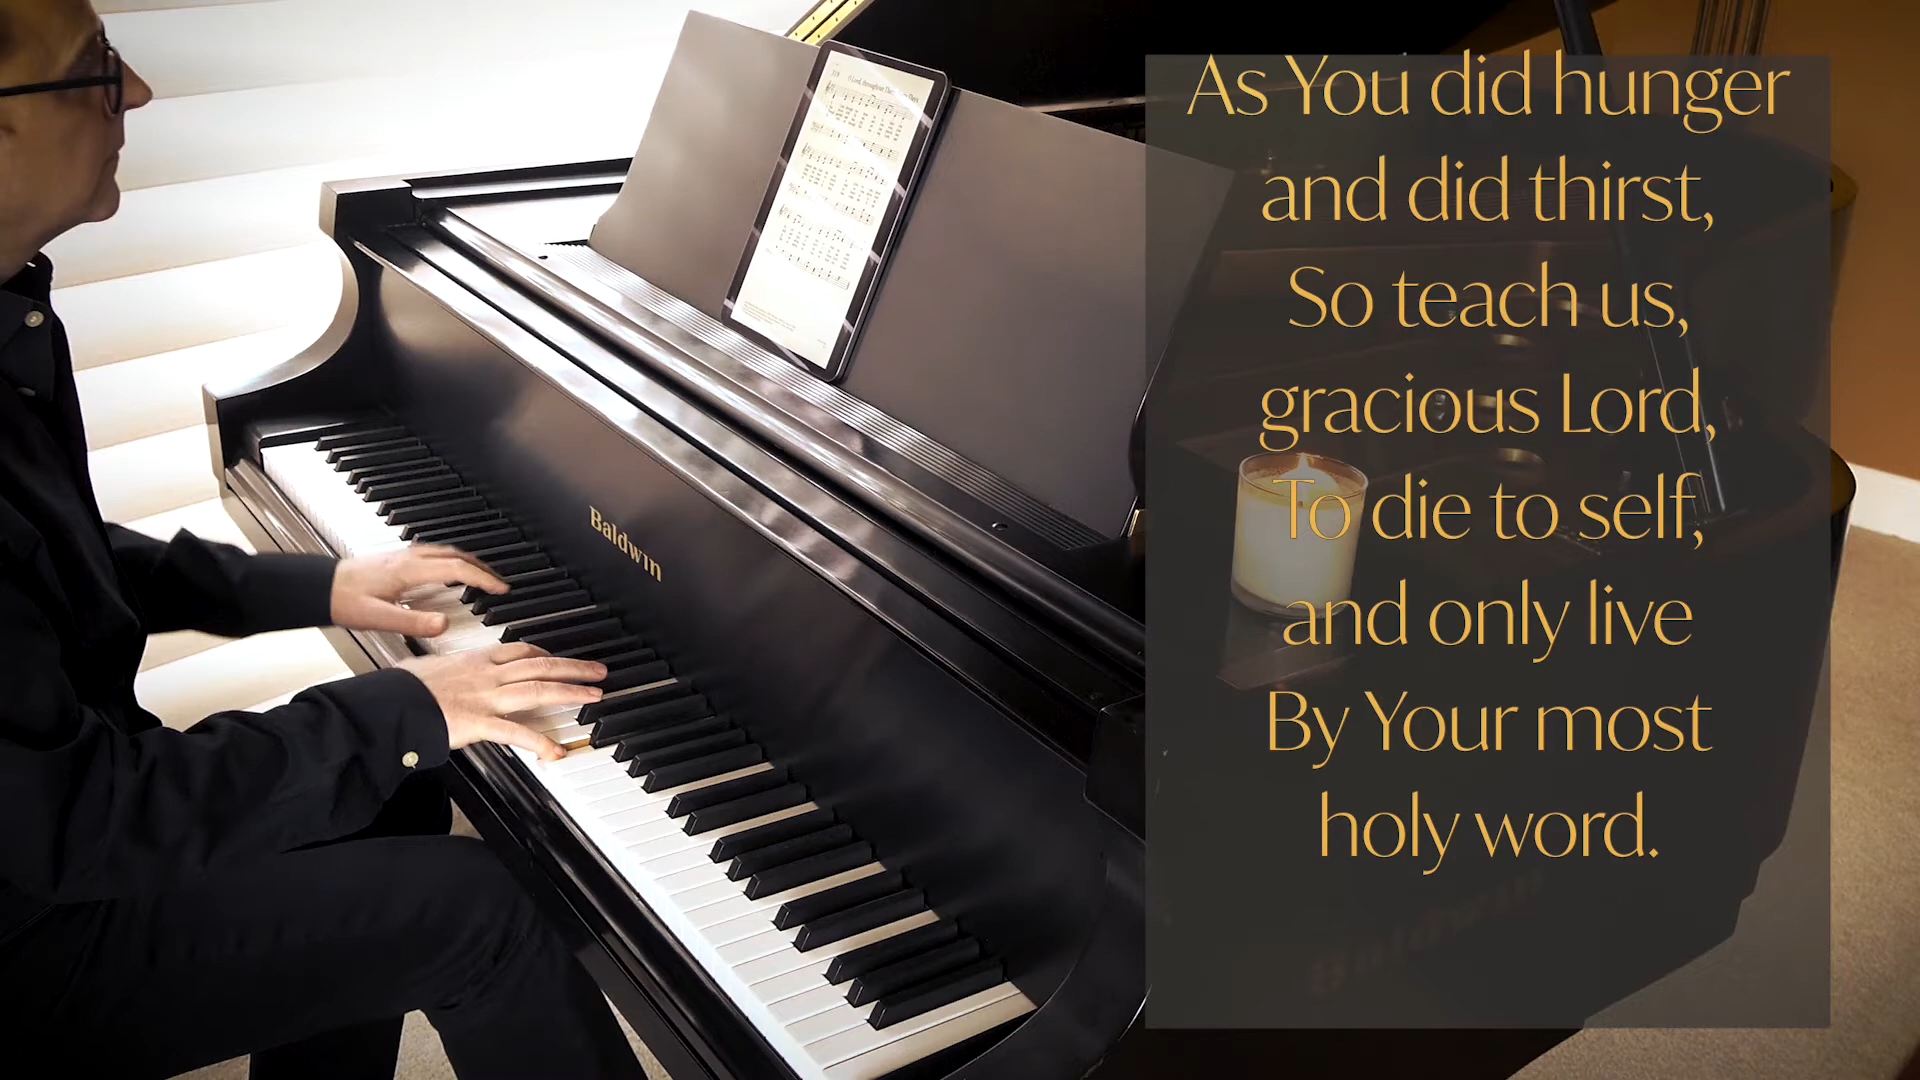 As You did hunger
and did thirst,
So teach us,
gracious Lord,
To die to self,
and only live
By Your most
holy word.
Baldwin